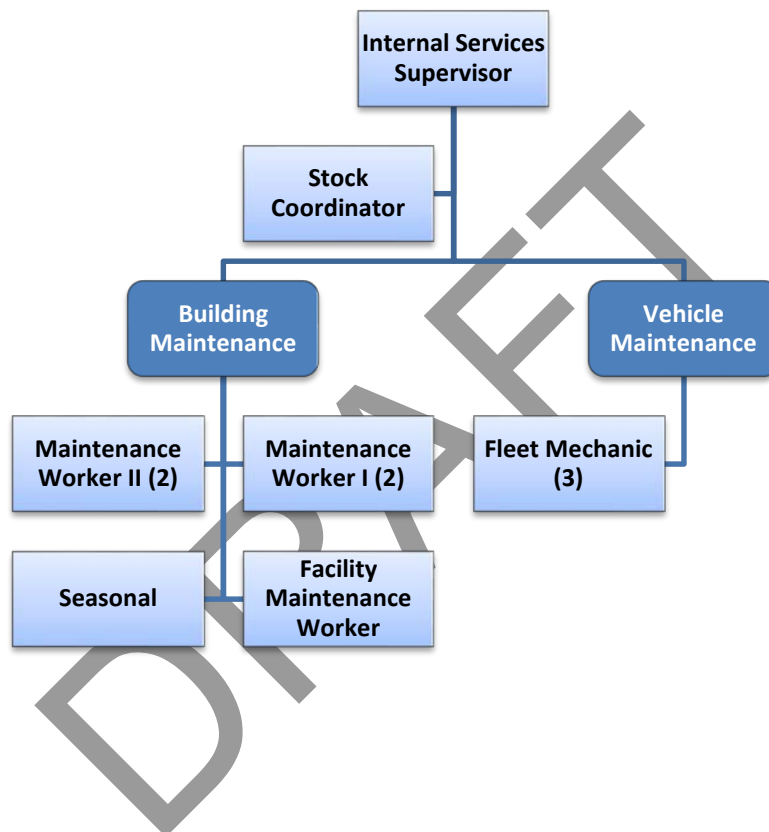 Internal Services
Supervisor
Stock
Coordinator
Building
Maintenance
Vehicle
Maintenance
Maintenance
Worker II (2)
Maintenance
Worker I (2)
Fleet Mechanic
(3)
Seasonal
Facility
Maintenance
Worker
DRAFT